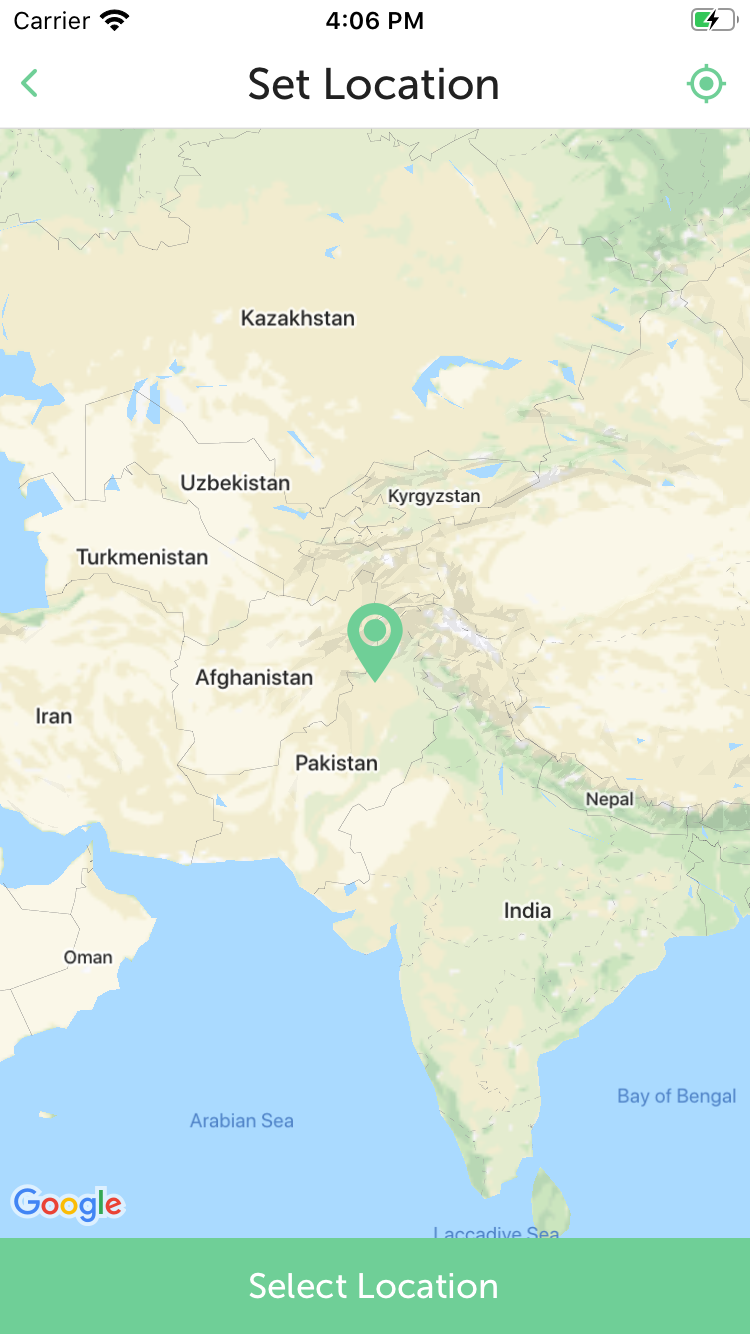 Carrier 4:06 PM
Set Location
Kazakhstan
Uzbekistan
Kyrgyzstan
Turkmenistan
Afghanistan
Iran
Pakistan
Nepal
India
Oman
Bay of Bengal
Arabian Sea
Google
Laccadive Sea
Select Location